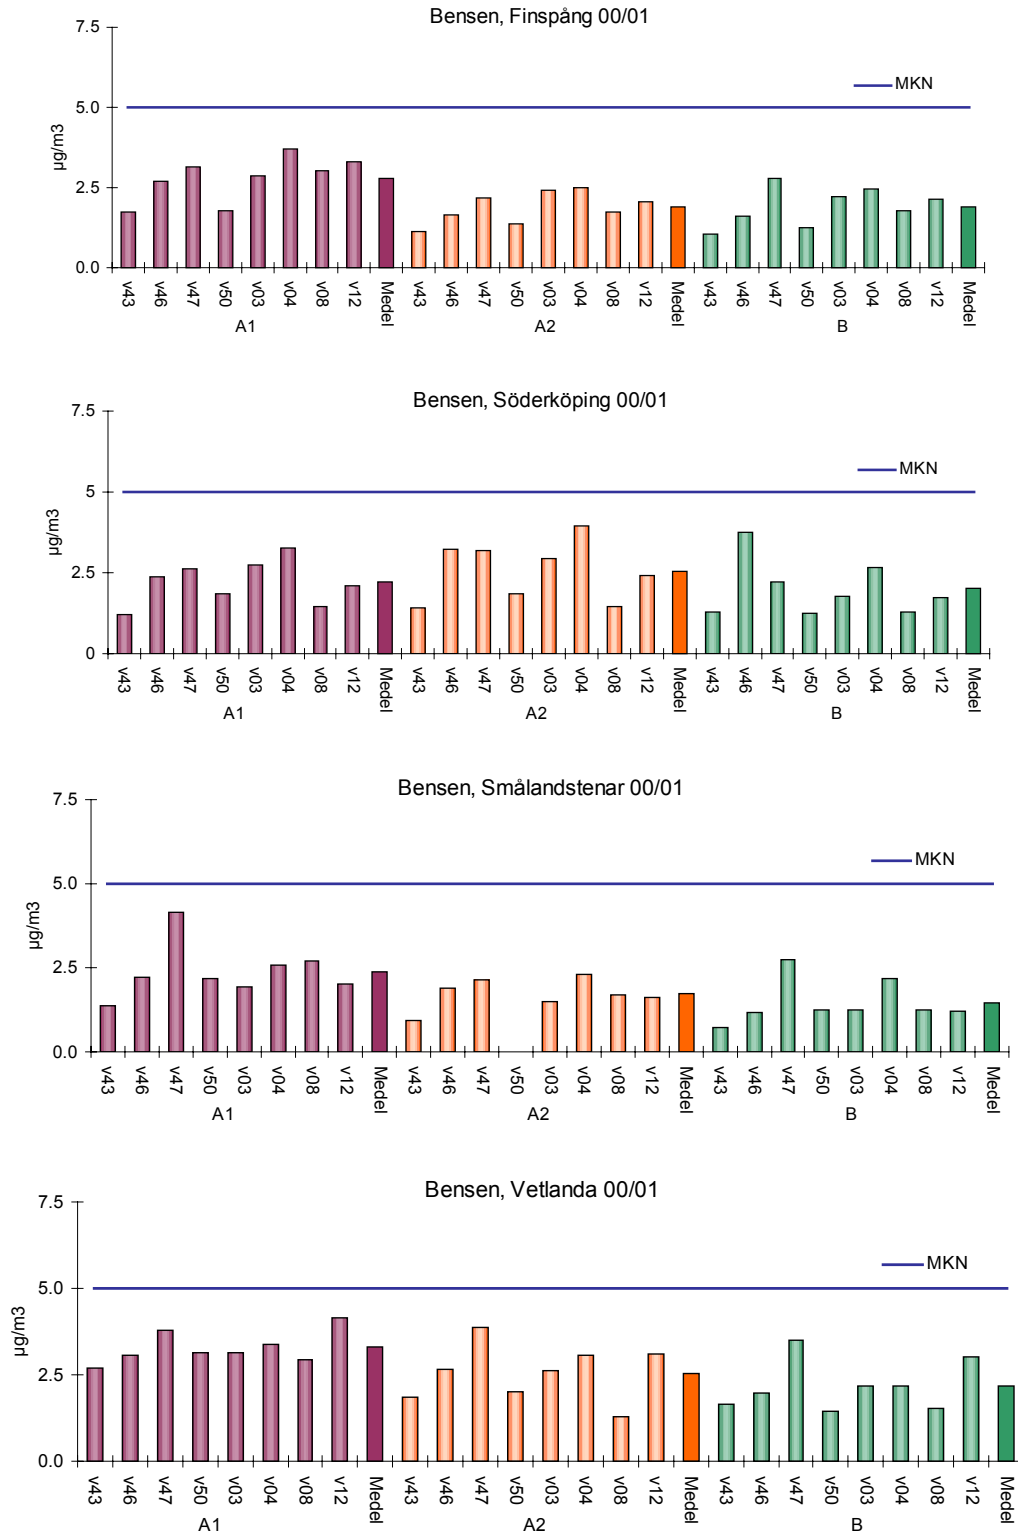 Bensen, Finspång 00/01
7.5
MKN
5.0
µg/m3
2.5
0.0
v43 v46 v47 v50 v03 v04 v08 v12 Medel v43 v46 v47 v50 v03 v04 v08 v12 Medel v43 v46 v47 v50 v03 v04 v08 v12 Medel
A1 A2 B
Bensen, Söderköping 00/01
7.5
MKN
5
µg/m3
2.5
0
v43 v46 v47 v50 v03 v04 v08 v12 Medel v43 v46 v47 v50 v03 v04 v08 v12 Medel v43 v46 v47 v50 v03 v04 v08 v12 Medel
A1 A2 B
Bensen, Smålandstenar 00/01
7.5
MKN
5.0
µg/m3
2.5
0.0
v43 v46 v47 v50 v03 v04 v08 v12 Medel v43 v46 v47 v50 v03 v04 v08 v12 Medel v43 v46 v47 v50 v03 v04 v08 v12 Medel
A1 A2 B
Bensen, Vetlanda 00/01
7.5
MKN
5.0
µg/m3
2.5
0.0
v43 v46 v47 v50 v03 v04 v08 v12 Medel v43 v46 v47 v50 v03 v04 v08 v12 Medel v43 v46 v47 v50 v03 v04 v08 v12 Medel
A1 A2 B